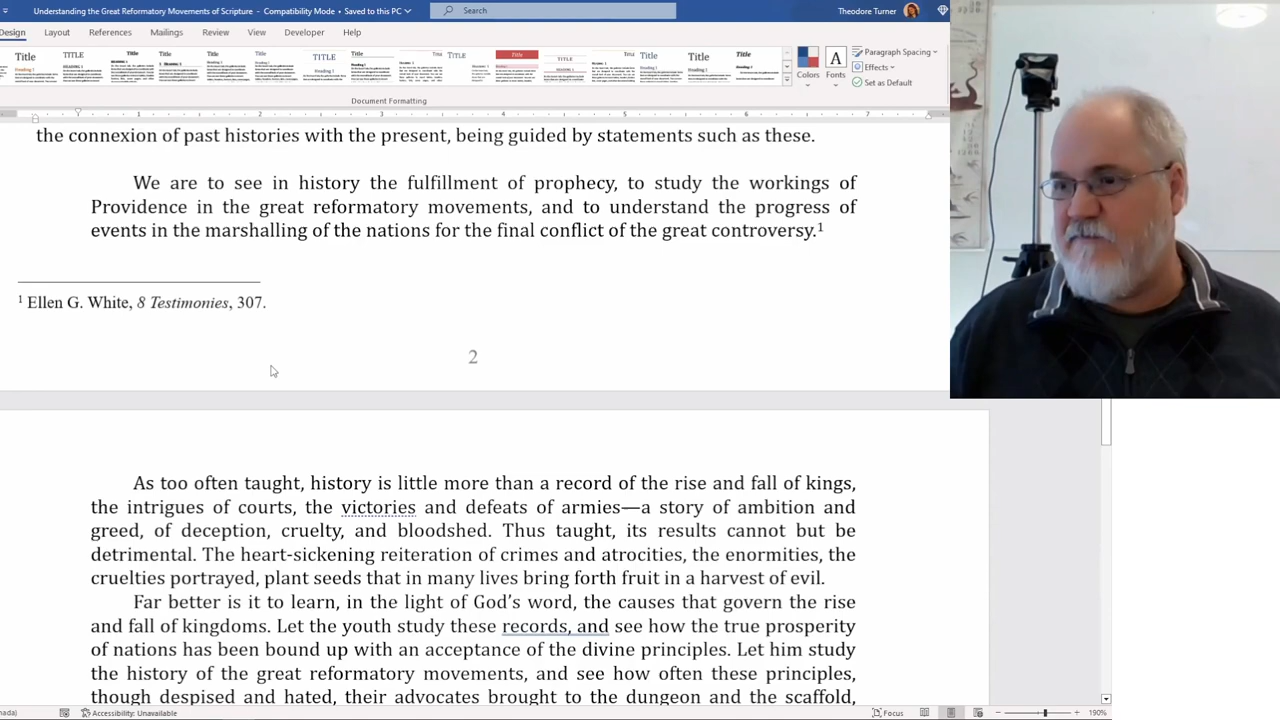 Understanding the Great Reformatory Movements of Scripture – Compatibility Mode • Saved to this PC
Search
Theodore Turner
Design Layout References Mailings Review View Developer Help
Paragraph Spacing
Effects
Set as Default
Colors
Fonts
Document Formatting
the connexion of past histories with the present, being guided by statements such as these.
We are to see in history the fulfillment of prophecy, to study the workings of
Providence in the great reformatory movements, and to understand the progress of
events in the marshalling of the nations for the final conflict of the great controversy.¹
¹ Ellen G. White, 8 Testimonies, 307.
2
As too often taught, history is little more than a record of the rise and fall of kings,
the intrigues of courts, the victories and defeats of armies—a story of ambition and
greed, of deception, cruelty, and bloodshed. Thus taught, its results cannot but be
detrimental. The heart-sickening reiteration of crimes and atrocities, the enormities, the
cruelties portrayed, plant seeds that in many lives bring forth fruit in a harvest of evil.
Far better is it to learn, in the light of God’s word, the causes that govern the rise
and fall of kingdoms. Let the youth study these records, and see how the true prosperity
of nations has been bound up with an acceptance of the divine principles. Let him study
the history of the great reformatory movements, and see how often these principles,
though despised and hated, their advocates brought to the dungeon and the scaffold,
Accessibility: Unavailable
Focus
190%